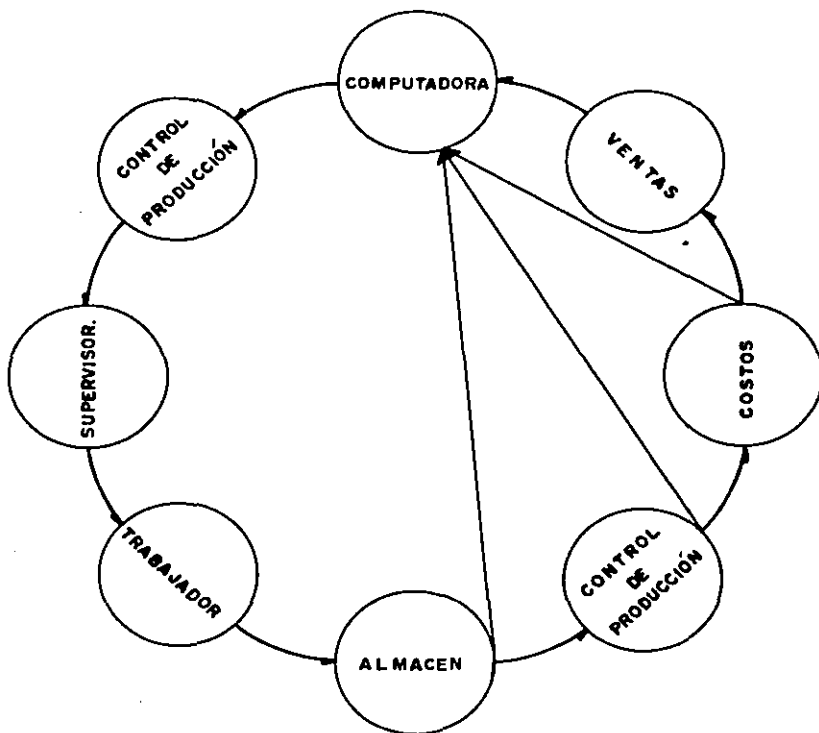 COMPUTADORA
CONTROL
DE
PRODUCCIÓN
SUPERVISOR.
TRABAJADOR
ALMACEN
CONTROL
DE
PRODUCCIÓN
COSTOS
VENTAS